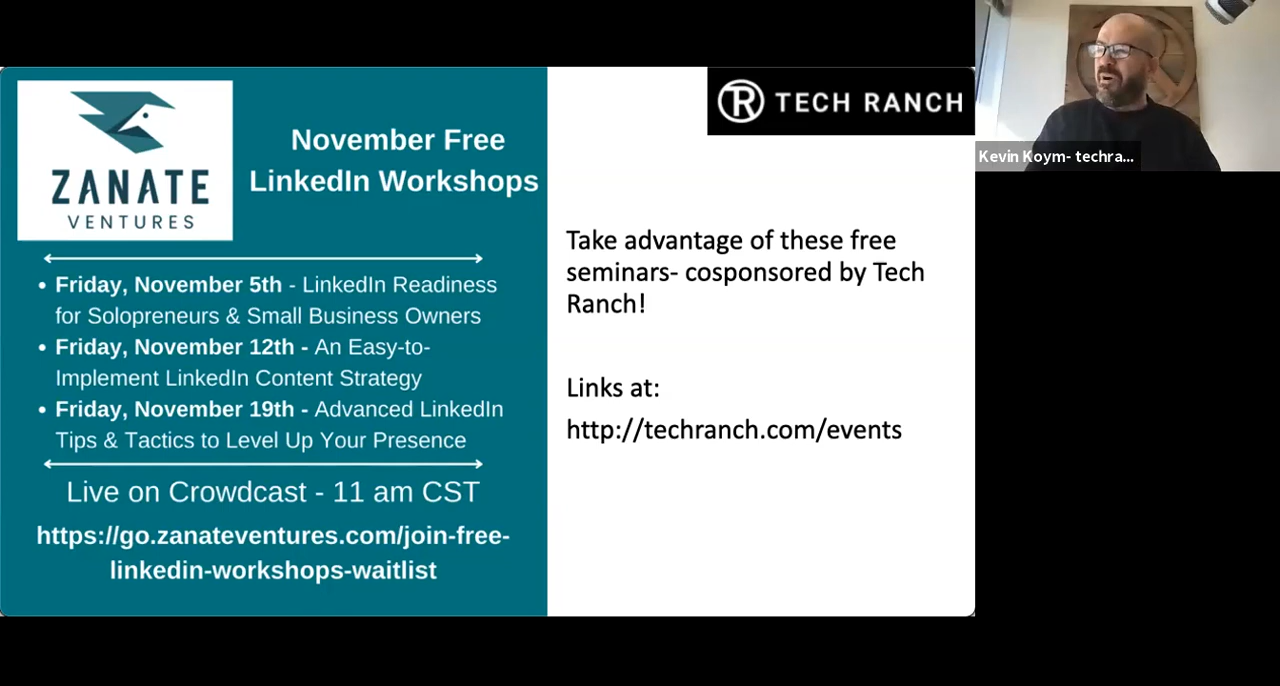 ZANATE
VENTURES
November Free
LinkedIn Workshops
• Friday, November 5th - LinkedIn Readiness
for Solopreneurs & Small Business Owners
• Friday, November 12th - An Easy-to-
Implement LinkedIn Content Strategy
• Friday, November 19th - Advanced LinkedIn
Tips & Tactics to Level Up Your Presence
Live on Crowdcast - 11 am CST
https://go.zanateventures.com/join-free-
linkedin-workshops-waitlist
TR TECH RANCH
Take advantage of these free
seminars- cosponsored by Tech
Ranch!
Links at:
http://techranch.com/events
Kevin Koym- techra...